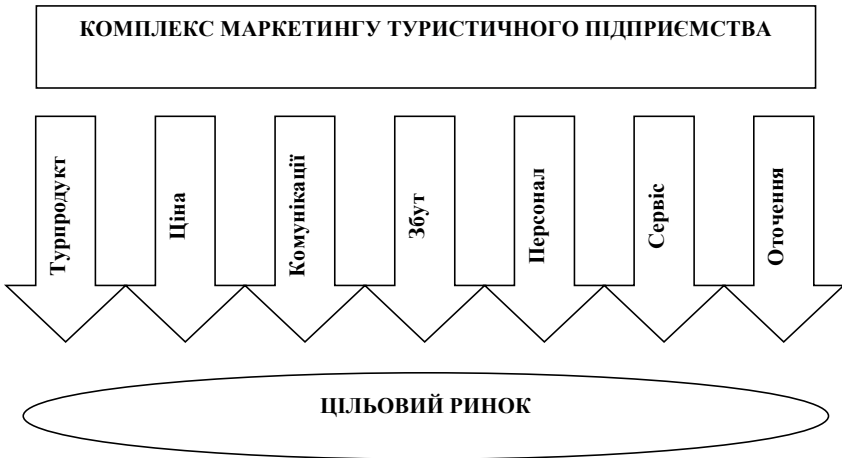 КОМПЛЕКС МАРКЕТИНГУ ТУРИСТИЧНОГО ПІДПРИЄМСТВА
Турпродукт
Ціна
Комунікації
Збут
Персонал
Сервіс
Оточення
ЦІЛЬОВИЙ РИНОК